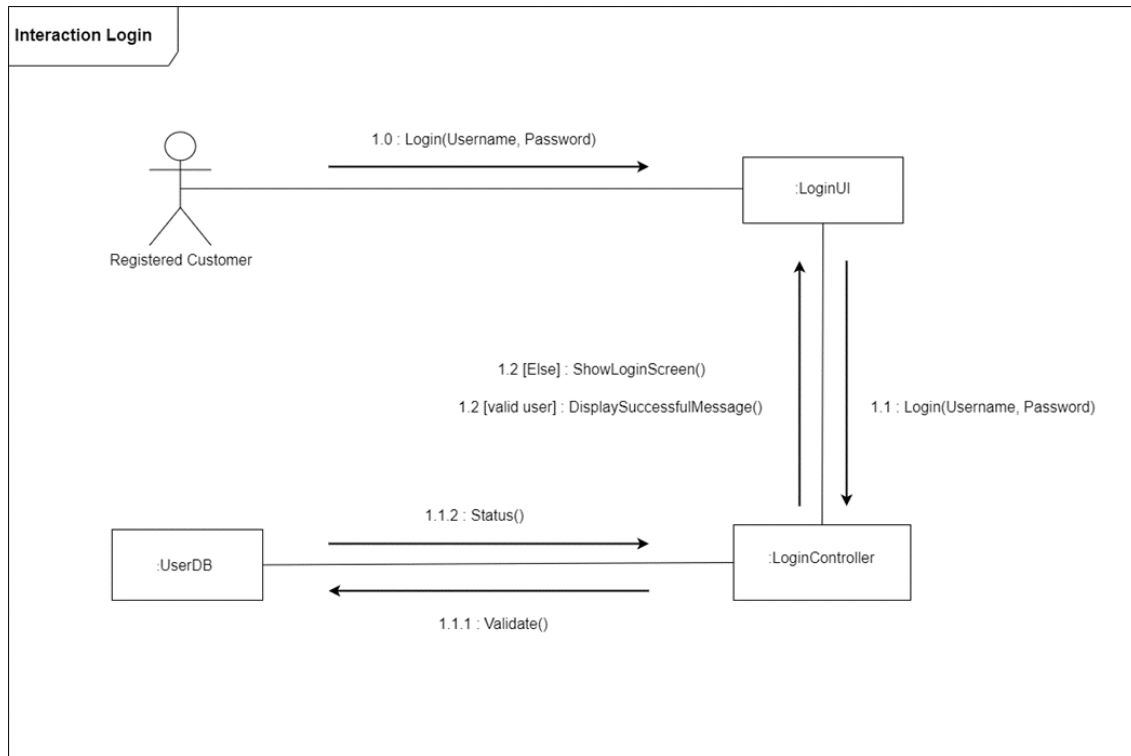 Interaction Login
1.0 : Login(Username, Password)
:LoginUI
Registered Customer
1.2 [Else] : ShowLoginScreen()
1.2 [valid user] : DisplaySuccessfulMessage()
1.1 : Login(Username, Password)
1.1.2 : Status()
:UserDB
:LoginController
1.1.1 : Validate()